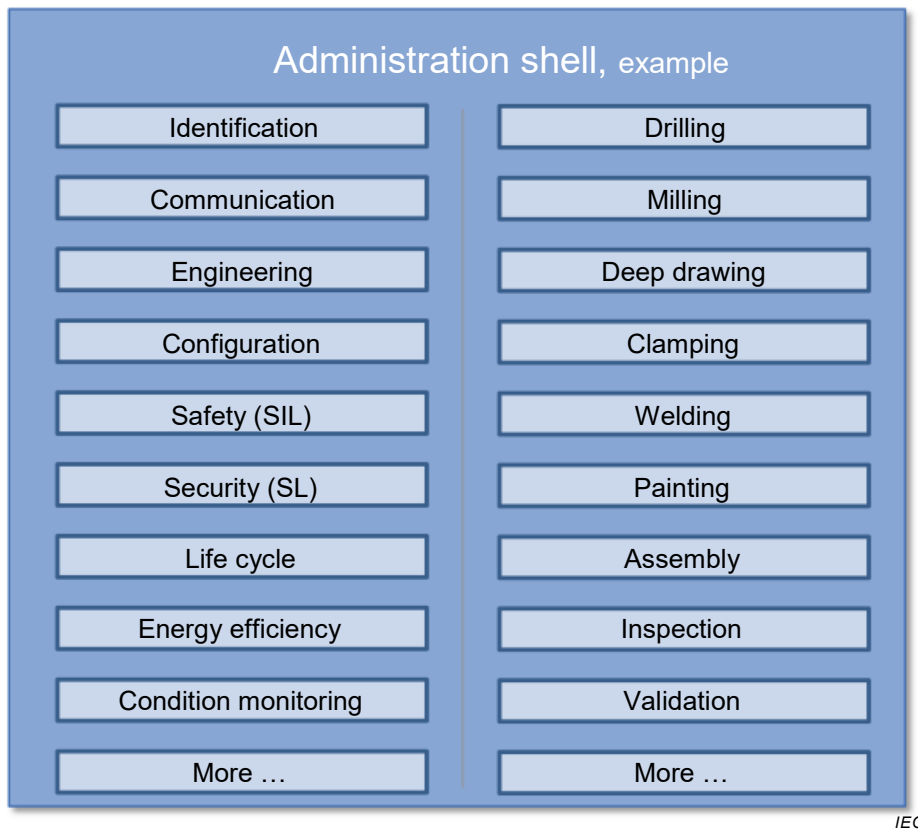 Administration shell, example
Identification
Communication
Engineering
Configuration
Safety (SIL)
Security (SL)
Life cycle
Energy efficiency
Condition monitoring
More …
Drilling
Milling
Deep drawing
Clamping
Welding
Painting
Assembly
Inspection
Validation
More …
IEC